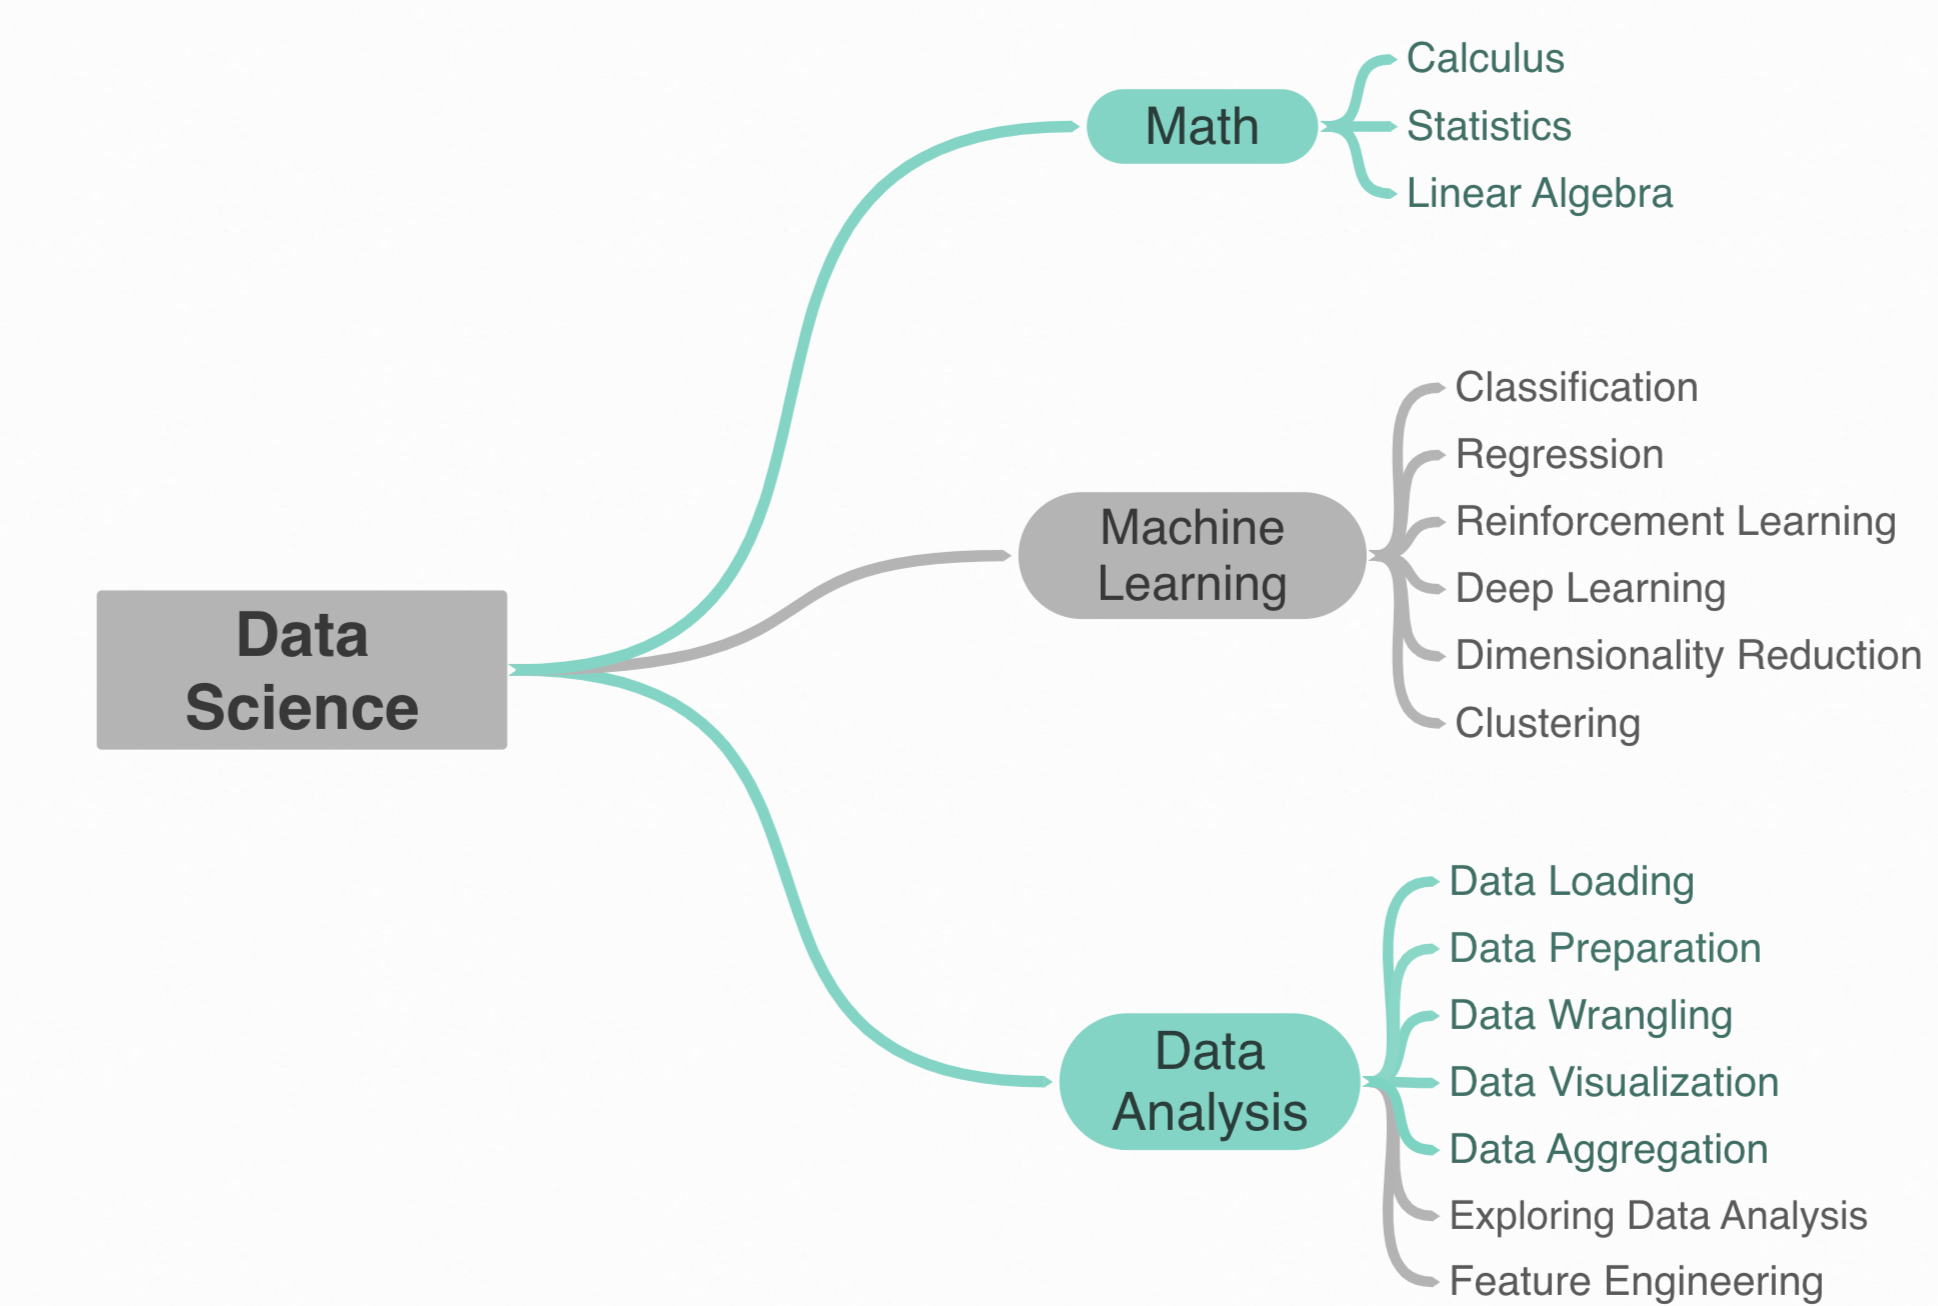 Data
Science
Math
Calculus
Statistics
Linear Algebra
Machine
Learning
Classification
Regression
Reinforcement Learning
Deep Learning
Dimensionality Reduction
Clustering
Data
Analysis
Data Loading
Data Preparation
Data Wrangling
Data Visualization
Data Aggregation
Exploring Data Analysis
Feature Engineering